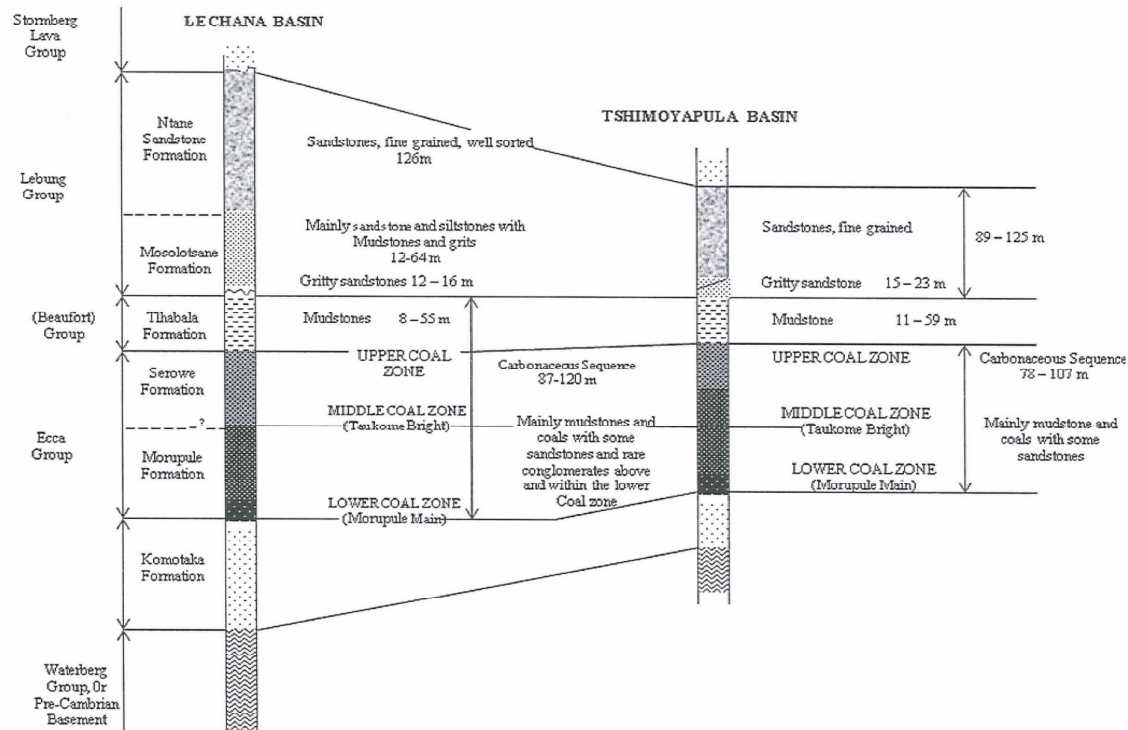 Stormberg
Lava
Group
LECHANA BASIN
TSHIMOYAPULA BASIN
Ntane
Sandstone
Formation
Sandstones, fine grained, well sorted
126m
Lebung
Group
Mosolotsane
Formation
Mainly sandstone and siltstones with
Mudstones and grits
12-64 m
Gritty sandstones 12 – 16 m
Sandstones, fine grained
89 – 125 m
Gritty sandstone 15 – 23 m
(Beaufort)
Group
Tlhabala
Formation
Mudstones 8–55 m
Mudstone 11 – 59 m
Serowe
Formation
UPPER COAL
ZONE
Carbonaceous Sequence
87-120 m
UPPER COAL ZONE
Carbonaceous Sequence
78 – 107 m
?
MIDDLE COAL ZONE
(Taukome Bright)
Mainly mudstones and
coals with some
sandstones and rare
conglomerates above
and within the lower
Coal zone
MIDDLE COAL ZONE
(Taukome Bright)
Mainly mudstone and
coals with some
sandstones
Ecca
Group
Morupule
Formation
LOWER COAL ZONE
(Morupule Main)
LOWER COAL ZONE
(Morupule Main)
Komotaka
Formation
Waterberg
Group, 0r
Pre-Cambrian
Basement